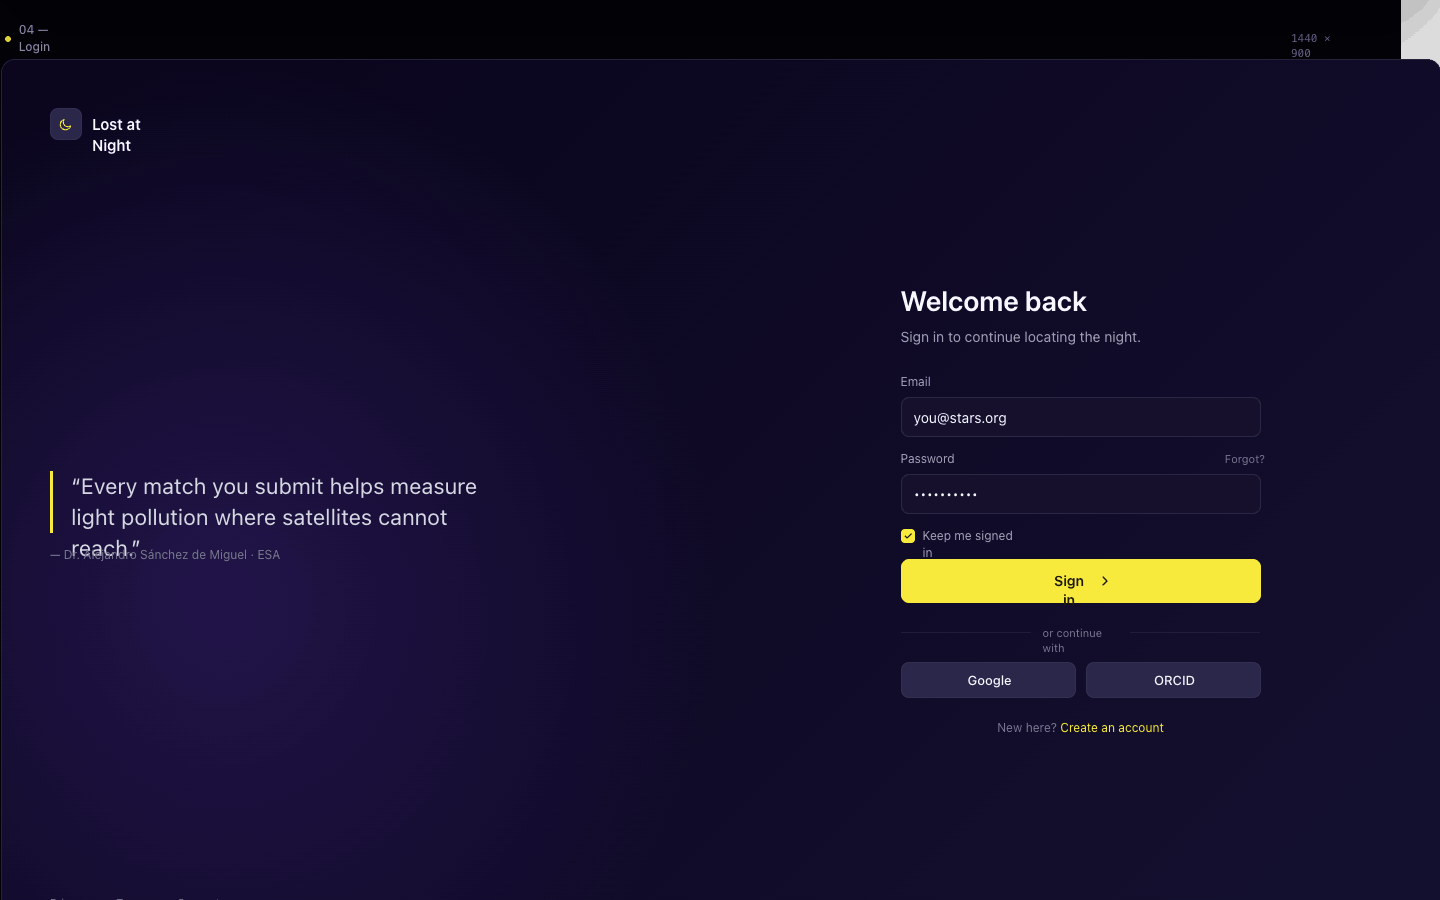 04 —
Login
1440 ×
900
Lost at
Night
“Every match you submit helps measure
light pollution where satellites cannot
reach.”
— Dr. Alejandro Sánchez de Miguel · ESA
Welcome back
Sign in to continue locating the night.
Email
you@stars.org
Password
Forgot?
Keep me signed
in
Sign
in
or continue
with
Google
ORCID
New here? Create an account